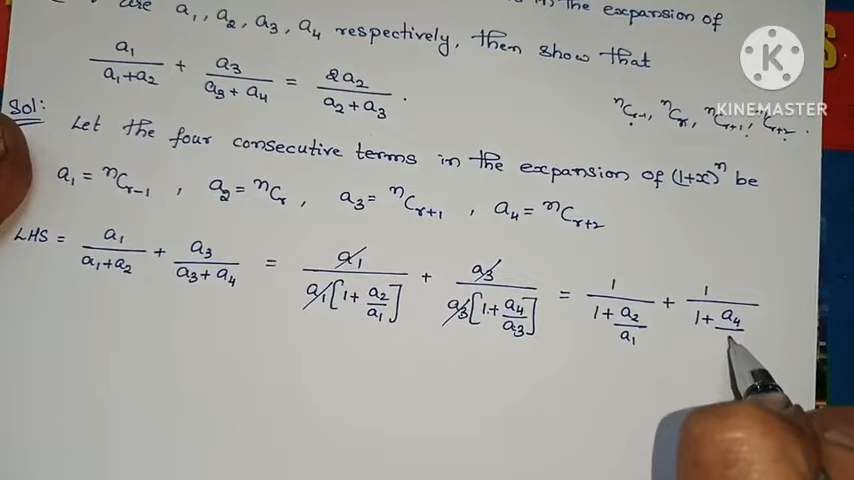 in the expansion of
are a₁, a₂, a₃, a₄ respectively, then show that
a₁/(a₁+a₂) + a₃/(a₃+a₄) = 2a₂/(a₂+a₃).
ⁿCᵣ₋₁, ⁿCᵣ, ⁿCᵣ₊₁, ⁿCᵣ₊₂.
KINEMASTER
Sol:
Let the four consecutive terms in the expansion of (1+x)ⁿ be
a₁ = ⁿCᵣ₋₁, a₂ = ⁿCᵣ, a₃ = ⁿCᵣ₊₁, a₄ = ⁿCᵣ₊₂
LHS = a₁/(a₁+a₂) + a₃/(a₃+a₄) = a₁/(a₁[1+a₂/a₁]) + a₃/(a₃[1+a₄/a₃]) = 1/(1+a₂/a₁) + 1/(1+a₄/